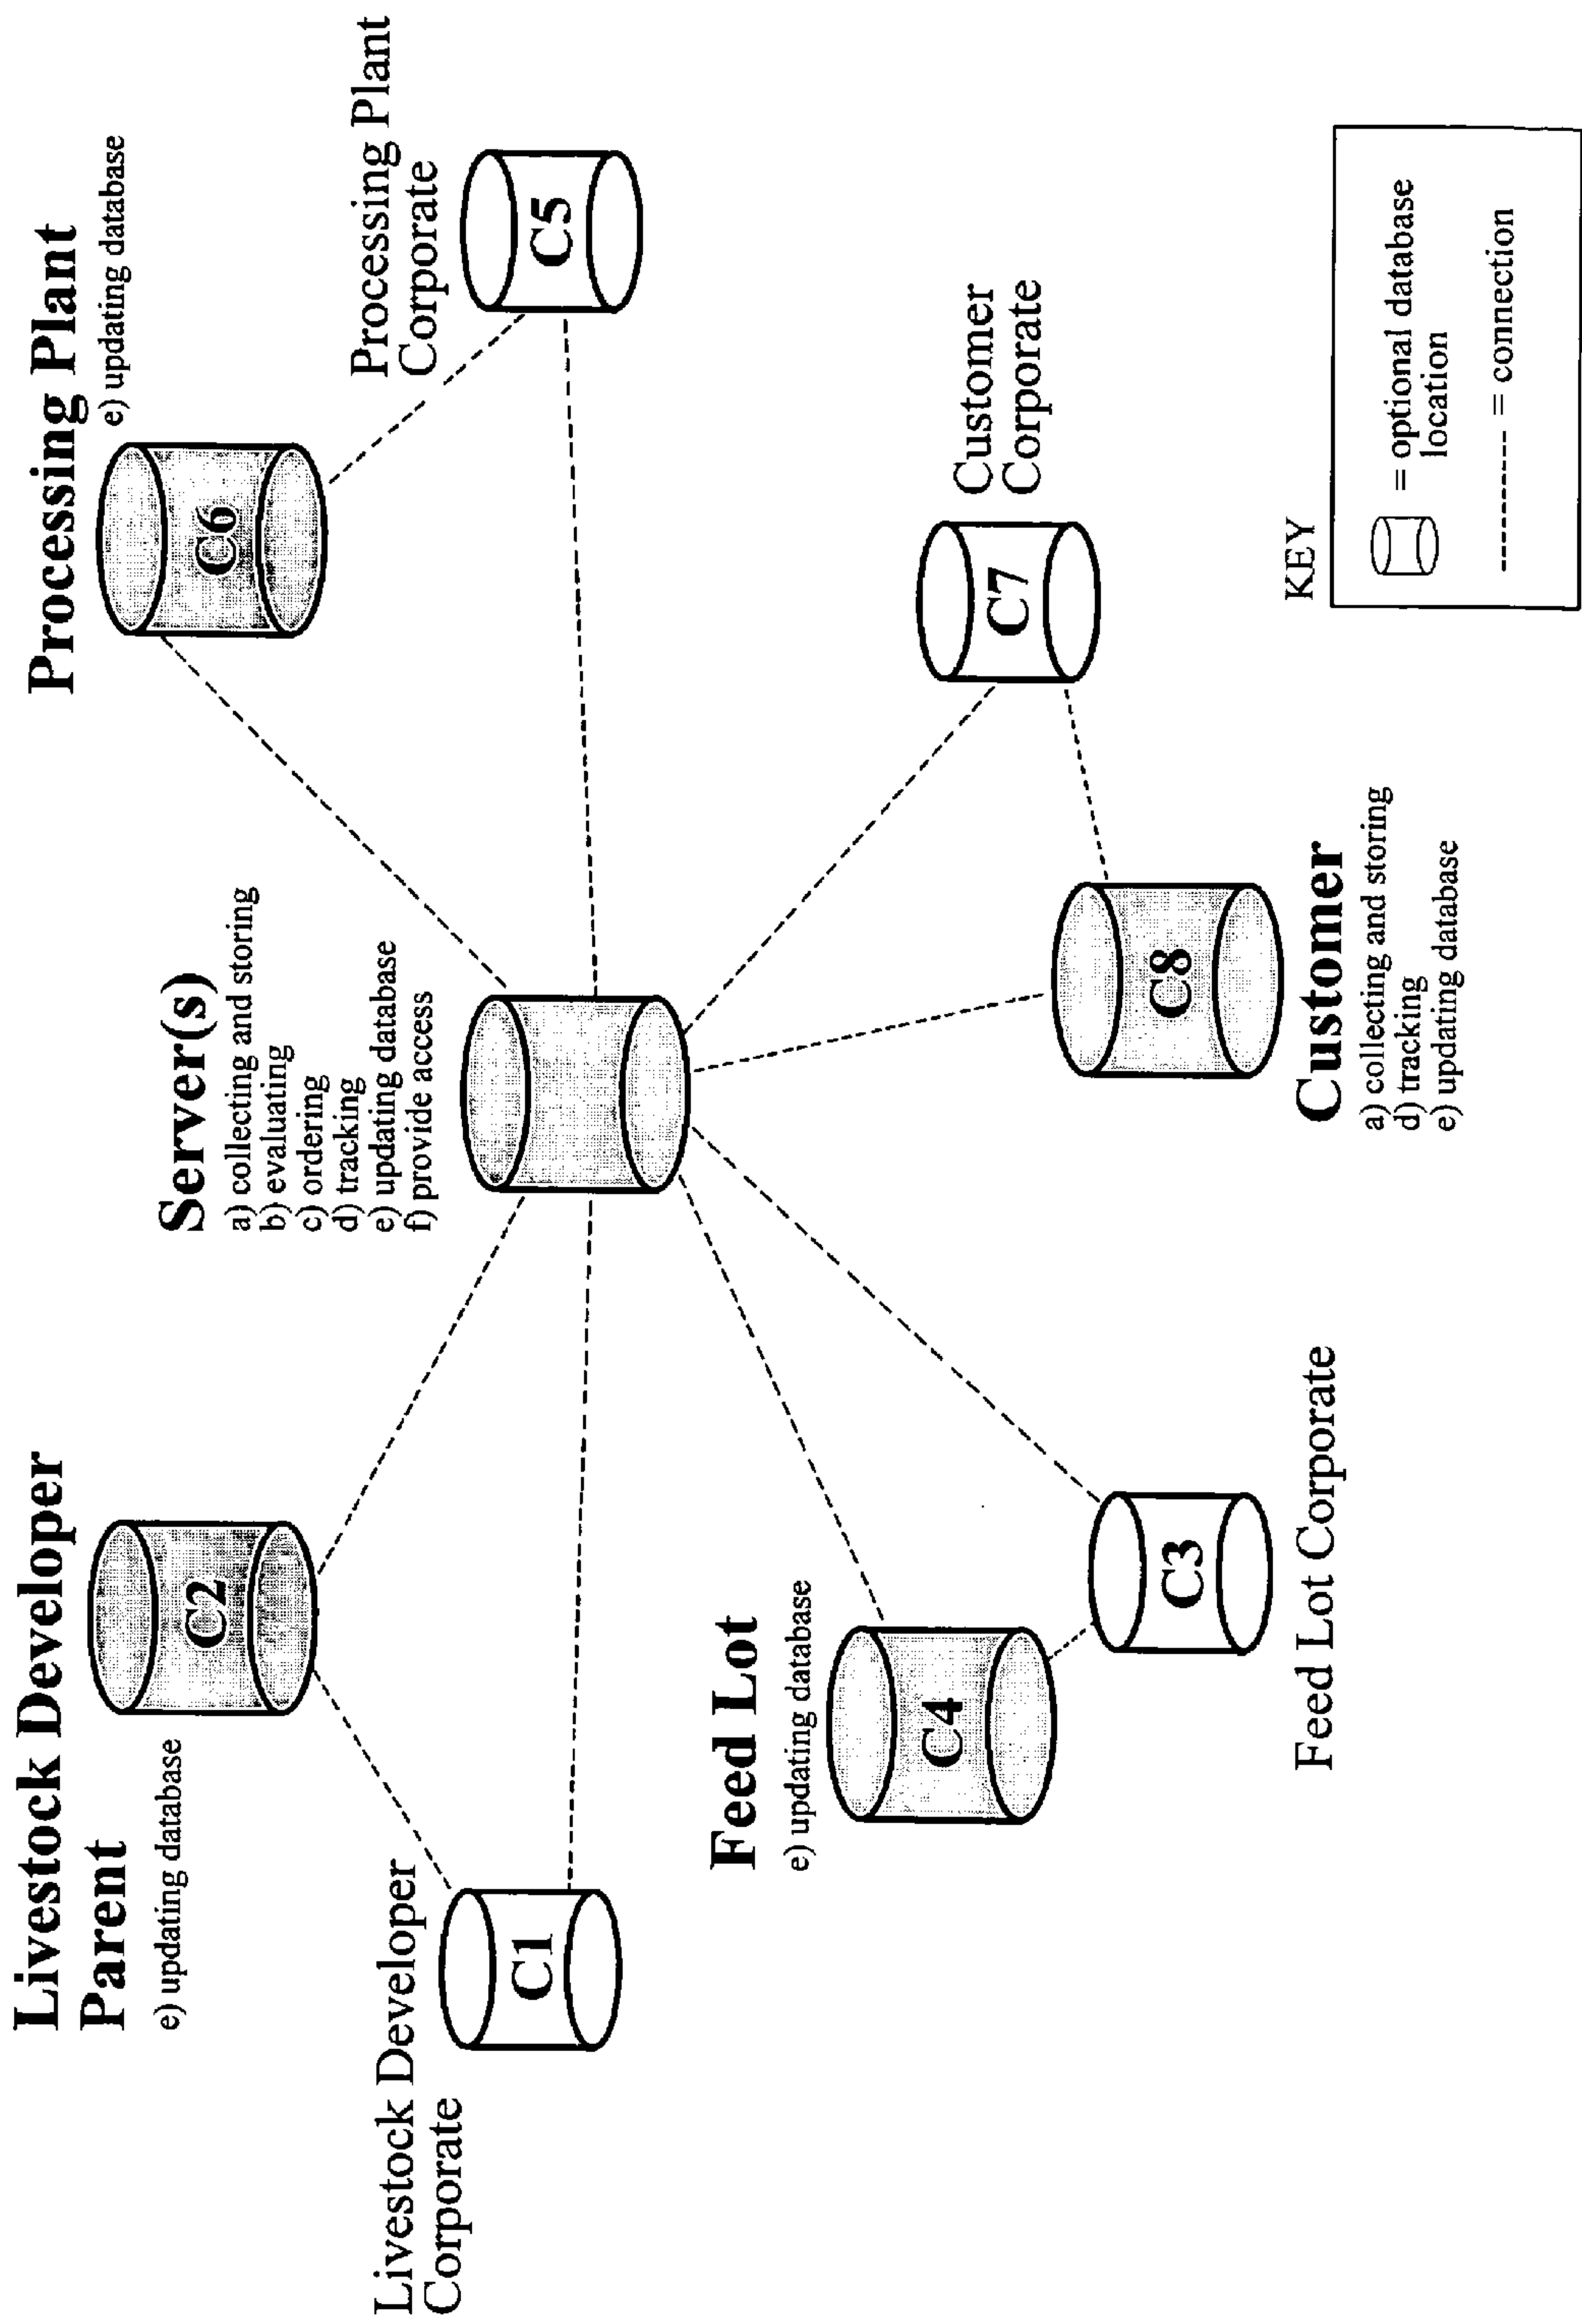 Livestock Developer
Parent
e) updating database
C2
Livestock Developer
Corporate
C1
Server(s)
a) collecting and storing
b) evaluating
c) ordering
d) tracking
e) updating database
f) provide access
Processing Plant
e) updating database
C6
Processing Plant
Corporate
C5
Feed Lot
e) updating database
C4
C3
Feed Lot Corporate
Customer
Corporate
C7
C8
Customer
a) collecting and storing
d) tracking
e) updating database
KEY
= optional database
location
--------- = connection